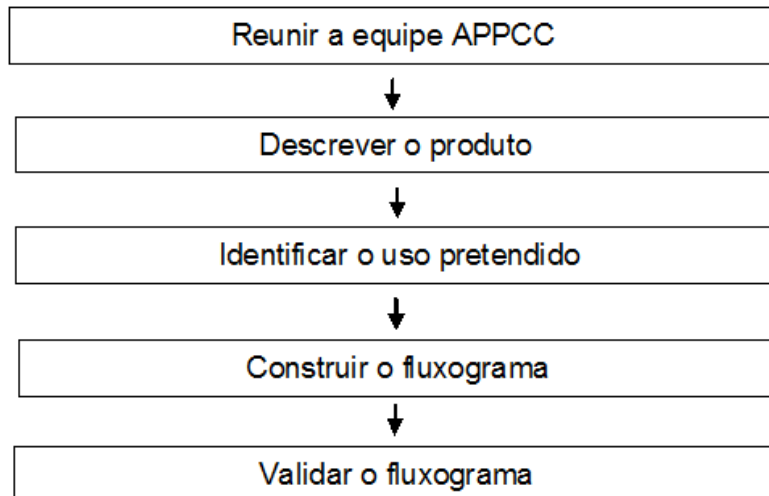 Reunir a equipe APPCC
Descrever o produto
Identificar o uso pretendido
Construir o fluxograma
Validar o fluxograma